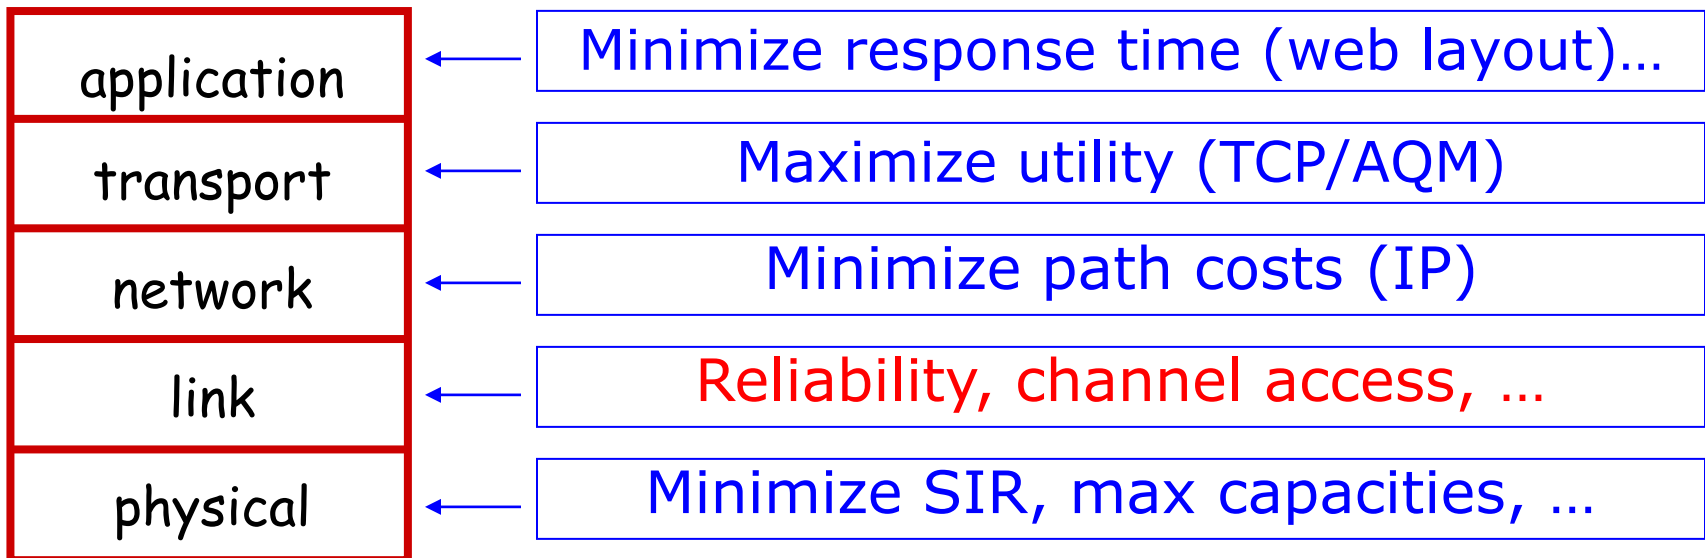 application
Minimize response time (web layout)…
transport
Maximize utility (TCP/AQM)
network
Minimize path costs (IP)
link
Reliability, channel access, …
physical
Minimize SIR, max capacities, …